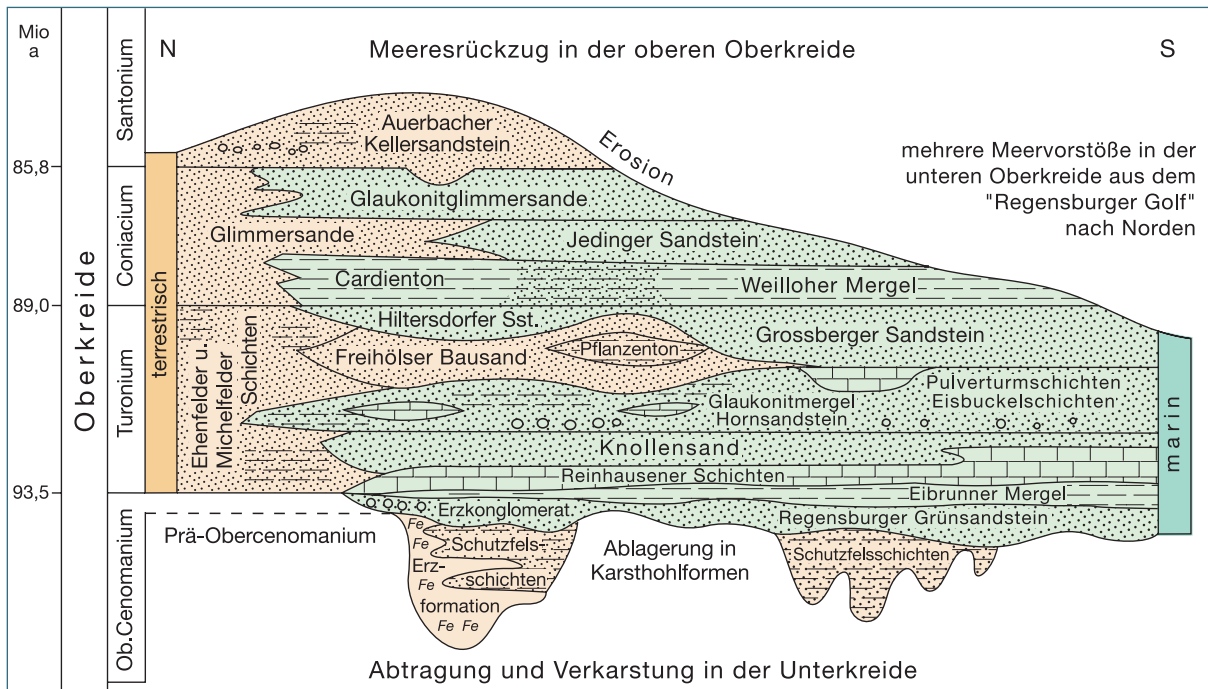 Mio
a
N
Meeresrückzug in der oberen Oberkreide
S
Oberkreide
Santonium
Coniacium
Turonium
Ob.Cenomanium
85,8
89,0
93,5
terrestrisch
marin
Auerbacher
Kellersandstein
Erosion
mehrere Meervorstöße in der
unteren Oberkreide aus dem
"Regensburger Golf"
nach Norden
Glaukonitglimmersande
Glimmersande
Jedinger Sandstein
Cardienton
Weilloher Mergel
Hiltersdorfer Sst.
Grossberger Sandstein
Ehenfelder u.
Michelfelder
Schichten
Freihölser Bausand
Pflanzenton
Pulverturmschichten
Eisbuckelschichten
Glaukonitmergel
Hornsandstein
Knollensand
Reinhausener Schichten
Eibrunner Mergel
Erzkonglomerat
Regensburger Grünsandstein
Prä-Obercenomanium
Fe
Fe
Schutzfels-
schichten
Erz-
Fe
formation
Fe Fe
Ablagerung in
Karsthohlformen
Schutzfelsschichten
Abtragung und Verkarstung in der Unterkreide